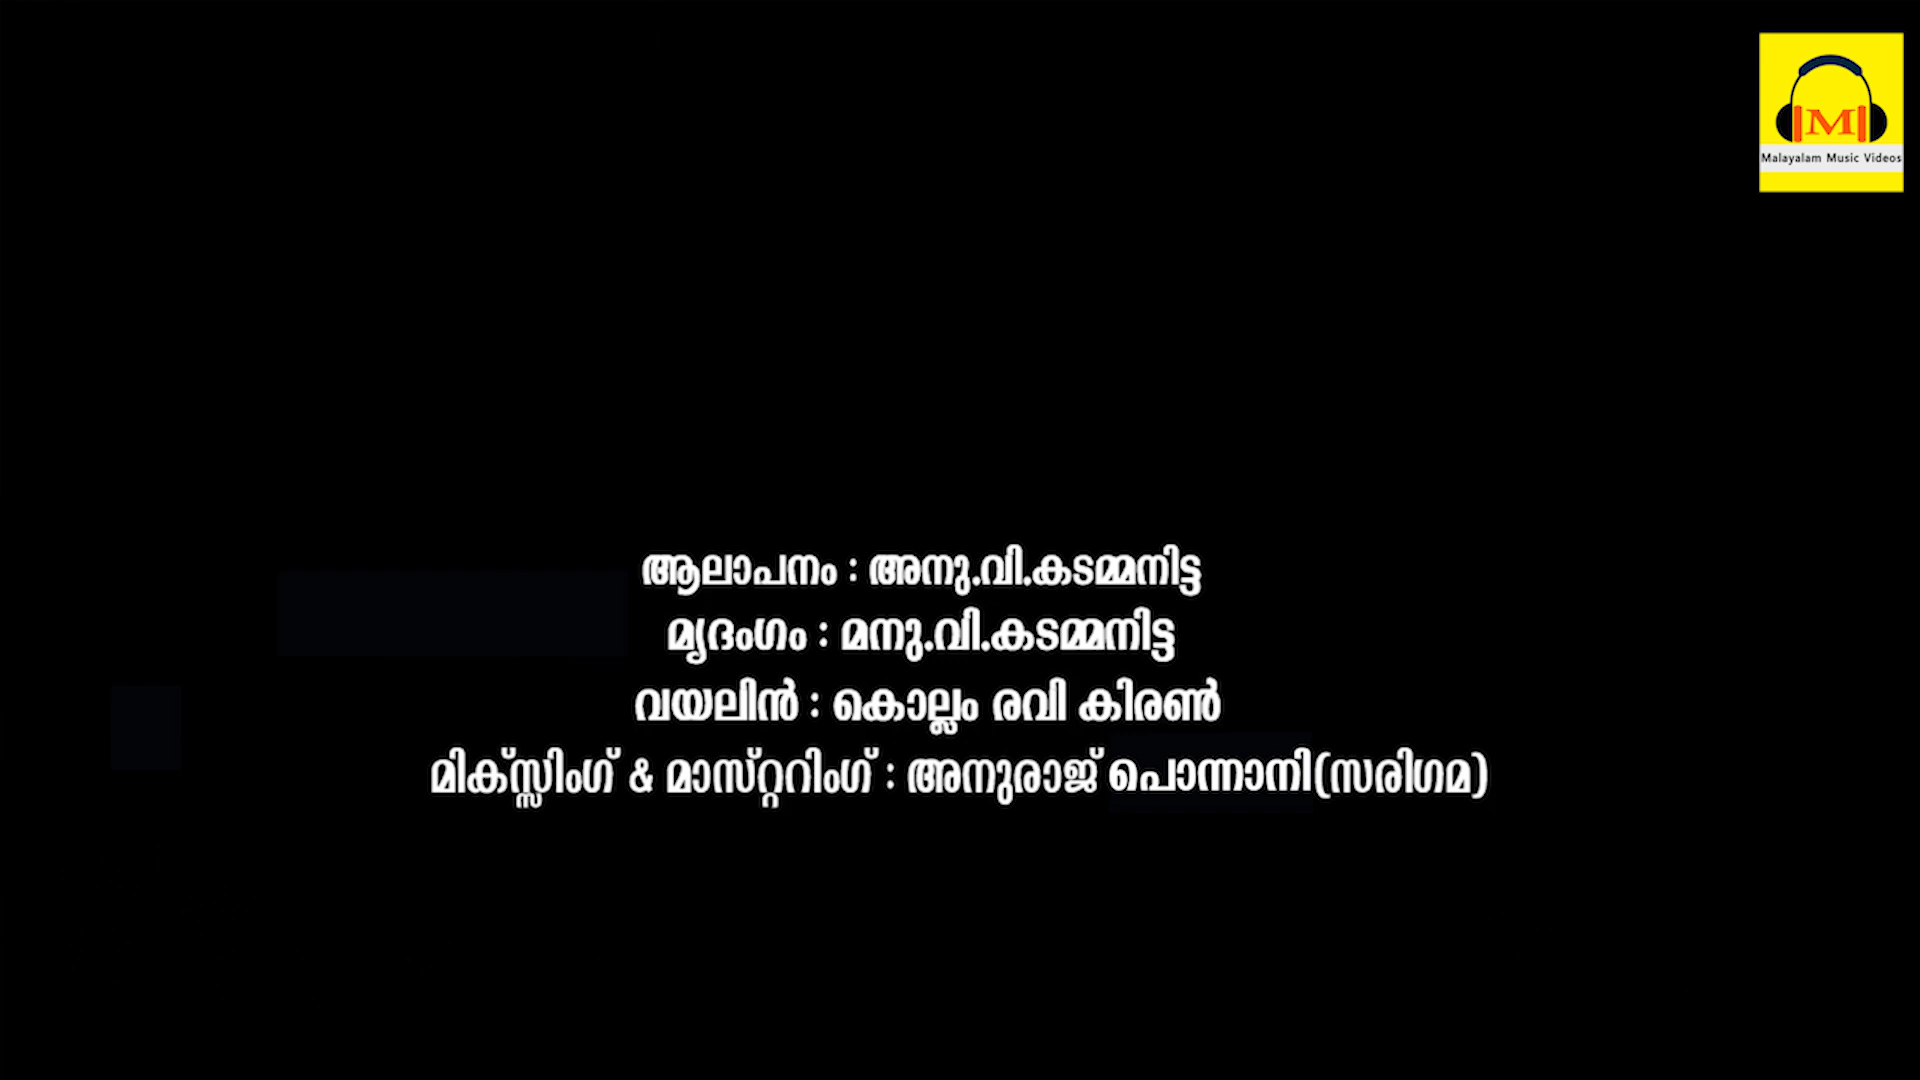 M
Malayalam Music Videos
ആലാപനം : അനു.വി.കടമ്മനിട്ട
മൃദംഗം : മനു.വി.കടമ്മനിട്ട
വയലിൻ : കൊല്ലം രവി കിരൺ
മിക്സ്സിംഗ് & മാസ്റ്ററിംഗ് : അനുരാജ് പൊന്നാനി(സരിഗമ)